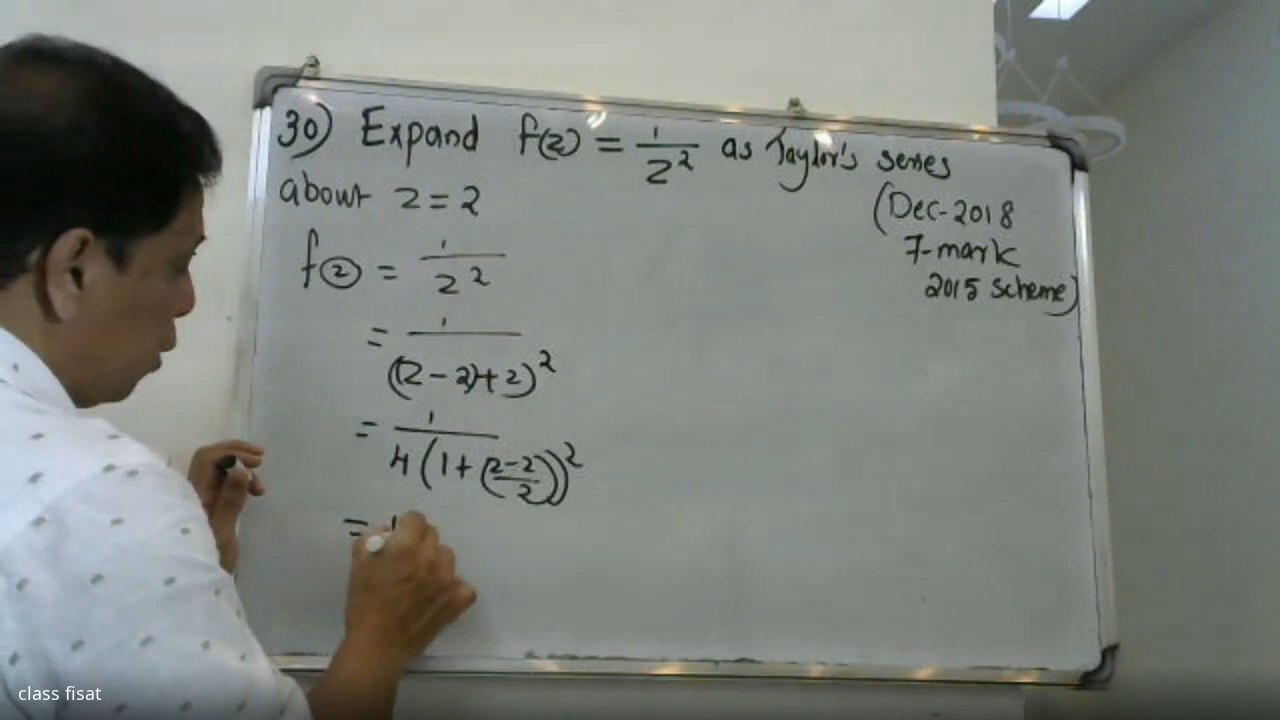 30) Expand f(z) = 1/z² as Taylor's series
about z = 2
(Dec-2018
7-mark
2015 scheme)
f(z) = 1/z²
= 1/((z-2)+2)²
= 1/4(1+(z-2/2))²
= 1
class fisat